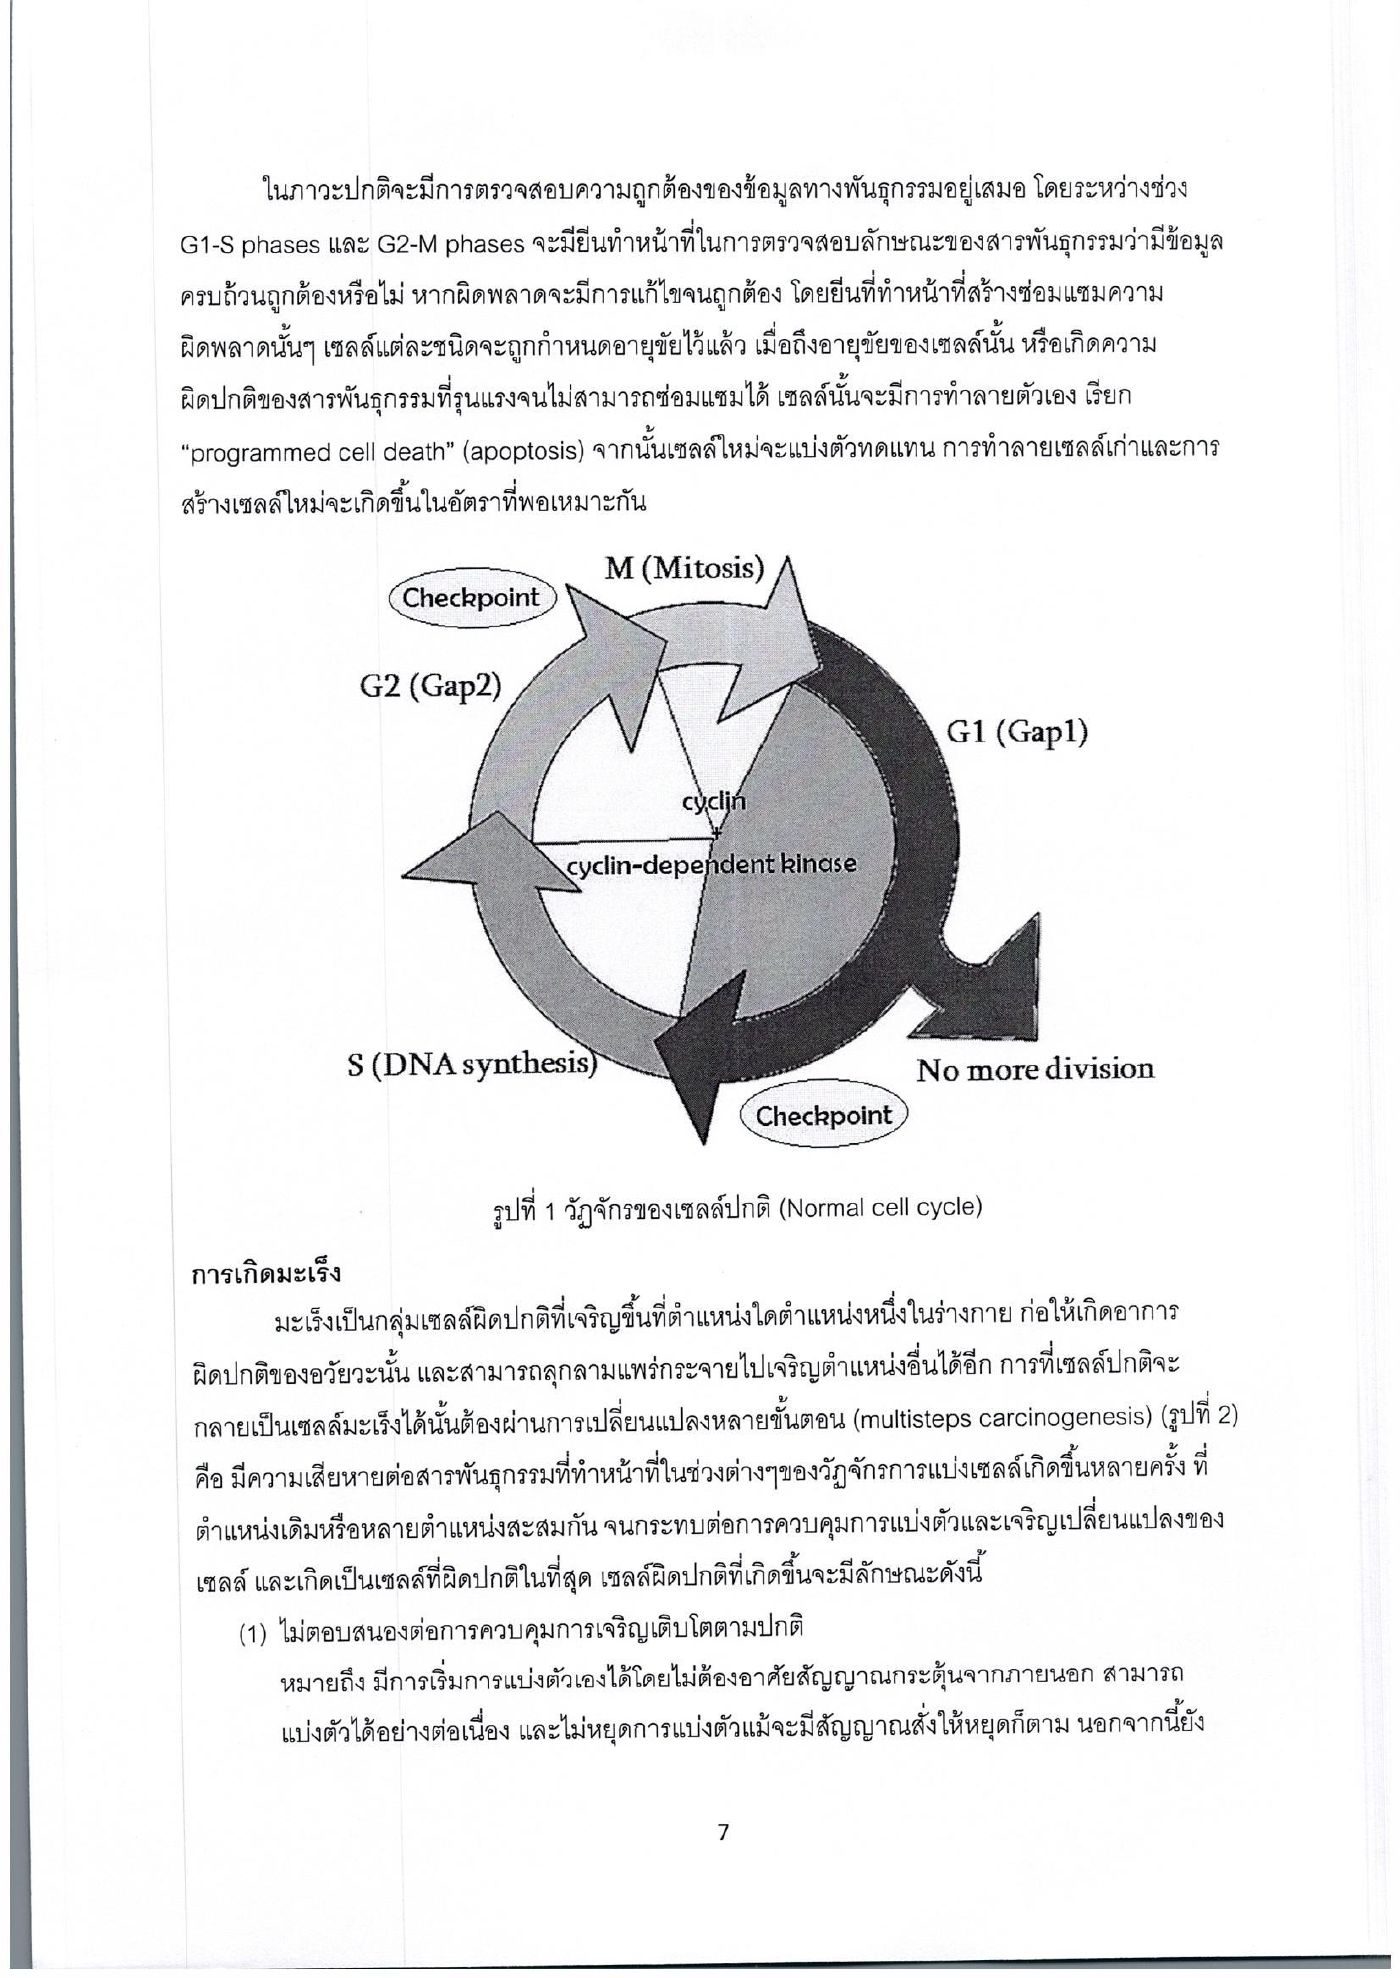 ในภาวะปกติจะมีการตรวจสอบความถูกต้องของข้อมูลทางพันธุกรรมอยู่เสมอ โดยระหว่างช่วง
G1-S phases และ G2-M phases จะมียีนทำหน้าที่ในการตรวจสอบลักษณะของสารพันธุกรรมว่ามีข้อมูล
ครบถ้วนถูกต้องหรือไม่ หากผิดพลาดจะมีการแก้ไขจนถูกต้อง โดยยีนที่ทำหน้าที่สร้างซ่อมแซมความ
ผิดพลาดนั้นๆ เซลล์แต่ละชนิดจะถูกกำหนดอายุขัยไว้แล้ว เมื่อถึงอายุขัยของเซลล์นั้น หรือเกิดความ
ผิดปกติของสารพันธุกรรมที่รุนแรงจนไม่สามารถซ่อมแซมได้ เซลล์นั้นจะมีการทำลายตัวเอง เรียก
“programmed cell death” (apoptosis) จากนั้นเซลล์ใหม่จะแบ่งตัวทดแทน การทำลายเซลล์เก่าและการ
สร้างเซลล์ใหม่จะเกิดขึ้นในอัตราที่พอเหมาะกัน
M (Mitosis)
Checkpoint
G2 (Gap2)
G1 (Gap1)
cyclin
+
cyclin-dependent kinase
S (DNA synthesis)
No more division
Checkpoint
รูปที่ 1 วัฏจักรของเซลล์ปกติ (Normal cell cycle)
การเกิดมะเร็ง
มะเร็งเป็นกลุ่มเซลล์ผิดปกติที่เจริญขึ้นที่ตำแหน่งใดตำแหน่งหนึ่งในร่างกาย ก่อให้เกิดอาการ
ผิดปกติของอวัยวะนั้น และสามารถลุกลามแพร่กระจายไปเจริญตำแหน่งอื่นได้อีก การที่เซลล์ปกติจะ
กลายเป็นเซลล์มะเร็งได้นั้นต้องผ่านการเปลี่ยนแปลงหลายขั้นตอน (multisteps carcinogenesis) (รูปที่ 2)
คือ มีความเสียหายต่อสารพันธุกรรมที่ทำหน้าที่ในช่วงต่างๆของวัฏจักรการแบ่งเซลล์เกิดขึ้นหลายครั้ง ที่
ตำแหน่งเดิมหรือหลายตำแหน่งสะสมกัน จนกระทบต่อการควบคุมการแบ่งตัวและเจริญเปลี่ยนแปลงของ
เซลล์ และเกิดเป็นเซลล์ที่ผิดปกติในที่สุด เซลล์ผิดปกติที่เกิดขึ้นจะมีลักษณะดังนี้
(1) ไม่ตอบสนองต่อการควบคุมการเจริญเติบโตตามปกติ
หมายถึง มีการเริ่มการแบ่งตัวเองได้โดยไม่ต้องอาศัยสัญญาณกระตุ้นจากภายนอก สามารถ
แบ่งตัวได้อย่างต่อเนื่อง และไม่หยุดการแบ่งตัวแม้จะมีสัญญาณสั่งให้หยุดก็ตาม นอกจากนี้ยัง
7